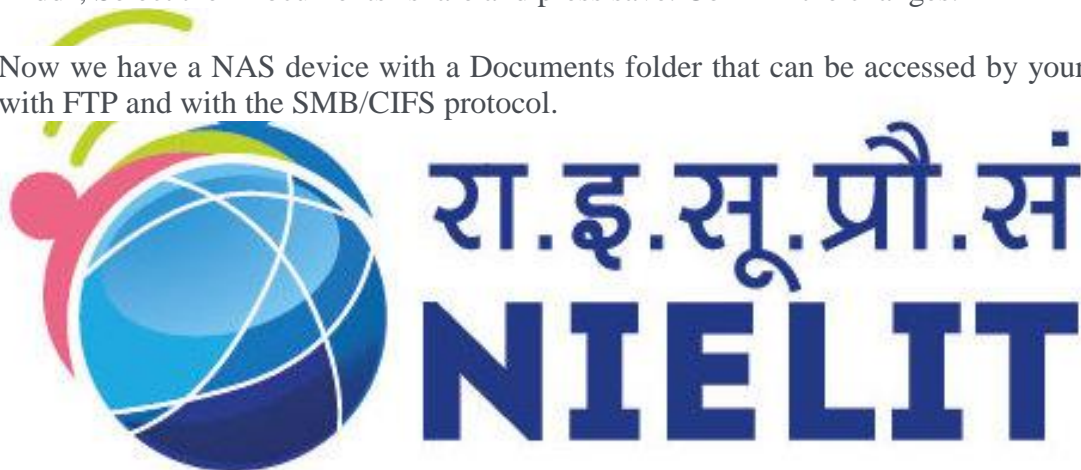 Now we have a NAS device with a Documents folder that can be accessed by your
with FTP and with the SMB/CIFS protocol.
रा.इ.सू.प्रौ.सं
NIELIT